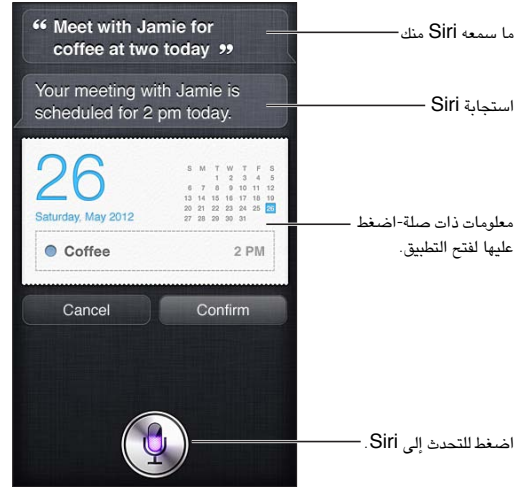 “ Meet with Jamie for
coffee at two today ”
ما سمعه Siri منك
Your meeting with Jamie is
scheduled for 2 pm today.
استجابة Siri
26
Saturday, May 2012
S M T W T F S
1 2 3 4 5
6 7 8 9 10 11 12
13 14 15 16 17 18 19
20 21 22 23 24 25 26
27 28 29 30 31
معلومات ذات صلة-اضغط
عليها لفتح التطبيق.
Coffee 2 PM
Cancel Confirm
اضغط للتحدث إلى Siri.